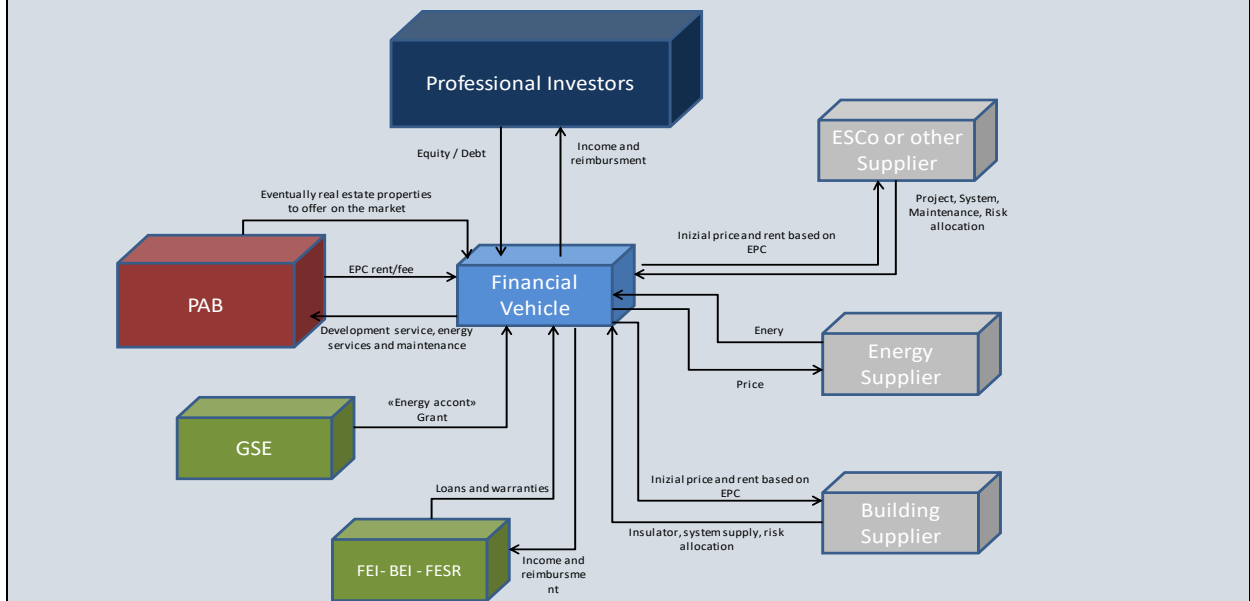 Professional Investors
ESCo or other
Supplier
Equity / Debt
Income and
reimbursment
Eventually real estate properties
to offer on the market
Project, System,
Maintenance, Risk
allocation
Inizial price and rent based on
EPC
EPC rent/fee
PAB
Financial
Vehicle
Development service, energy
services and maintenance
Enery
Energy
Supplier
Price
«Energy accont»
Grant
GSE
Loans and warranties
Inizial price and rent based on
EPC
Building
Supplier
Insulator, system supply, risk
allocation
FEI- BEI - FESR
Income and
reimbursme
nt